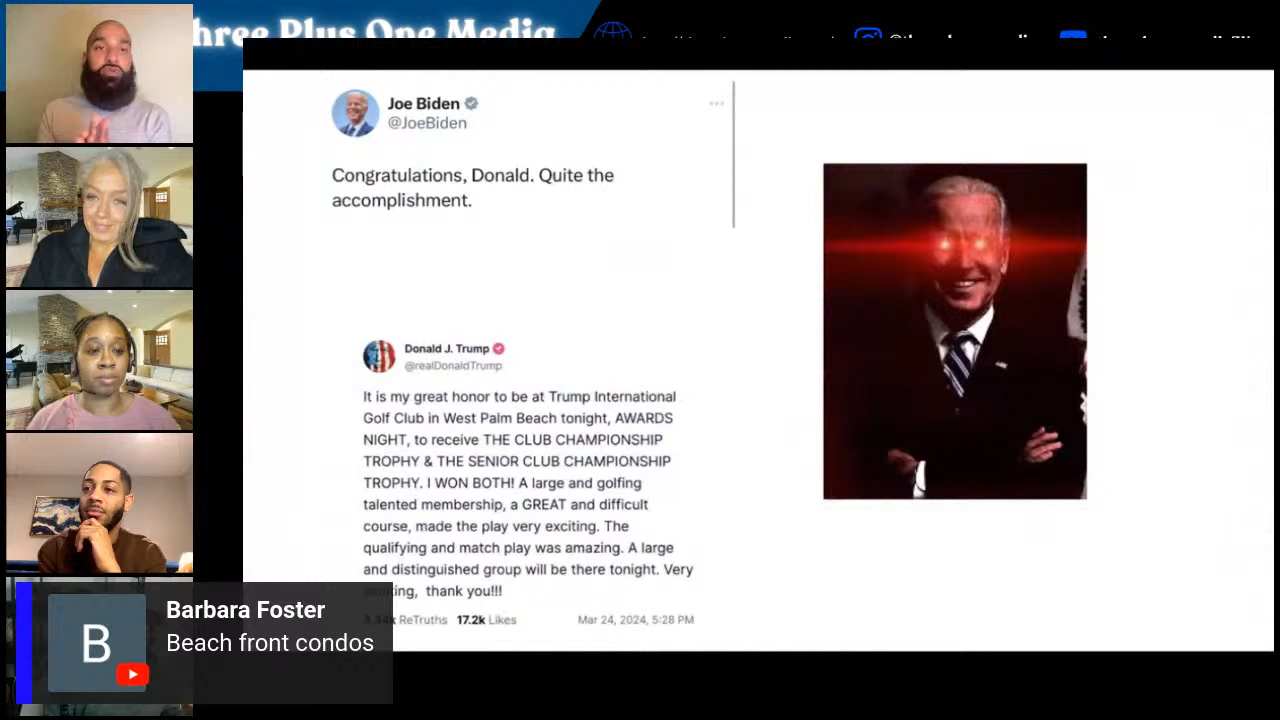 Three Plus One Media
Joe Biden
@JoeBiden
Congratulations, Donald. Quite the
accomplishment.
Donald J. Trump
@realDonaldTrump
It is my great honor to be at Trump International
Golf Club in West Palm Beach tonight, AWARDS
NIGHT, to receive THE CLUB CHAMPIONSHIP
TROPHY & THE SENIOR CLUB CHAMPIONSHIP
TROPHY. I WON BOTH! A large and golfing
talented membership, a GREAT and difficult
course, made the play very exciting. The
qualifying and match play was amazing. A large
and distinguished group will be there tonight. Very
thank you!!!
ReTruths 17.2k Likes Mar 24, 2024, 5:28 PM
B
Barbara Foster
Beach front condos